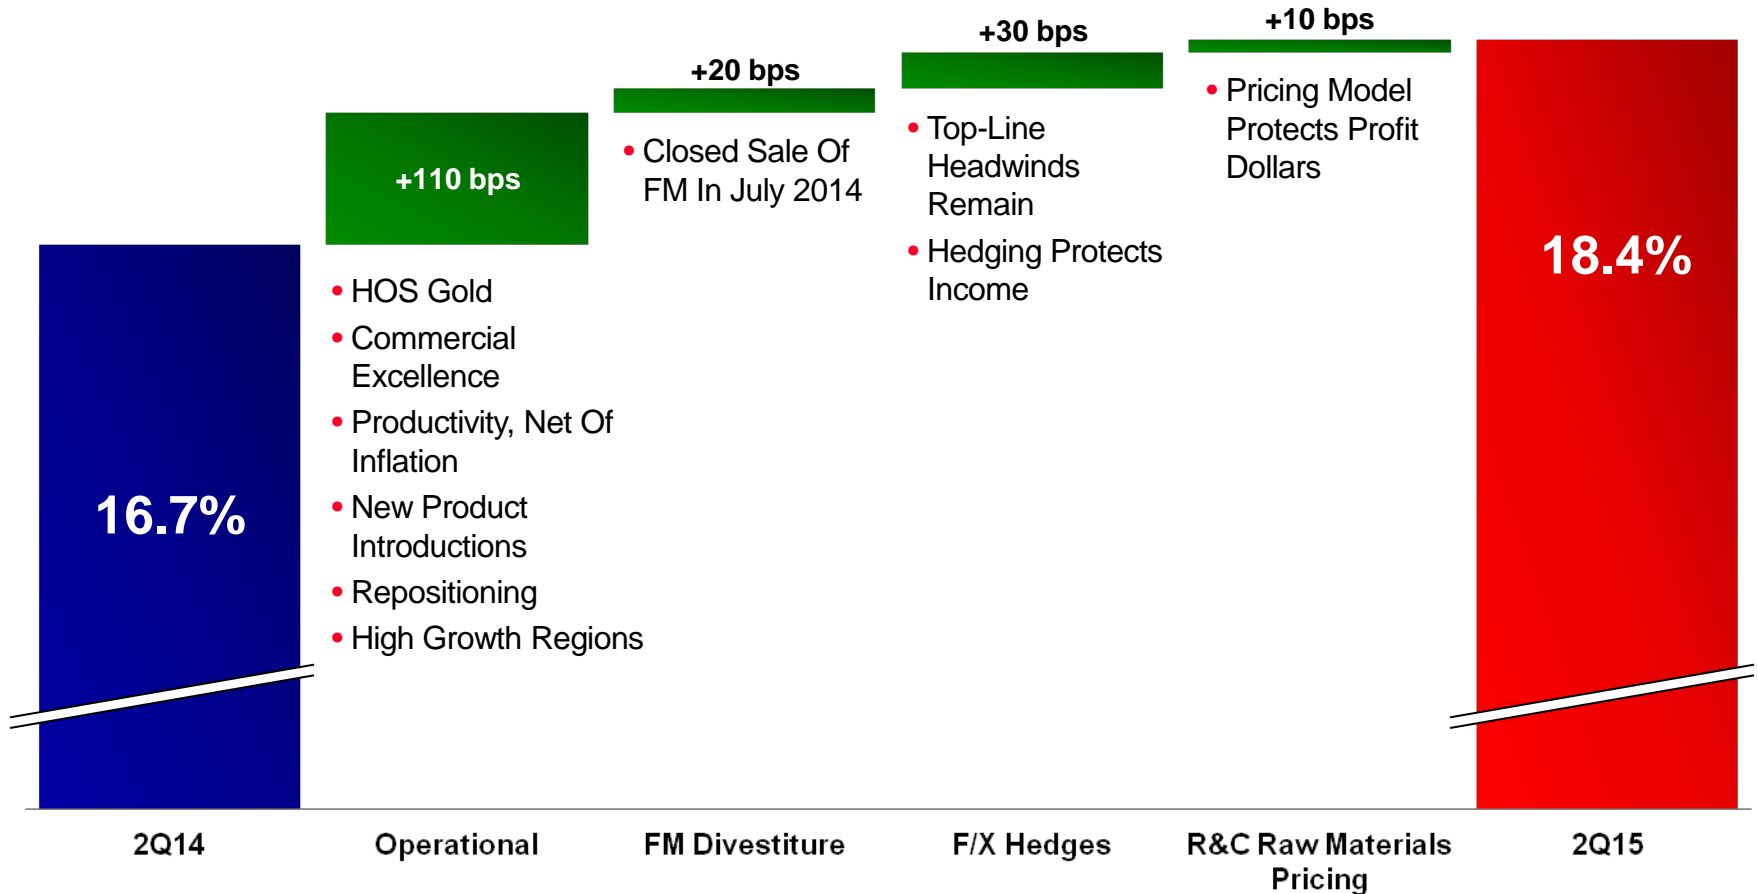 16.7%
+110 bps
• HOS Gold
• Commercial
Excellence
• Productivity, Net Of
Inflation
• New Product
Introductions
• Repositioning
• High Growth Regions
+20 bps
• Closed Sale Of
FM In July 2014
+30 bps
• Top-Line
Headwinds
Remain
• Hedging Protects
Income
+10 bps
• Pricing Model
Protects Profit
Dollars
18.4%
2Q14
Operational
FM Divestiture
F/X Hedges
R&C Raw Materials
Pricing
2Q15